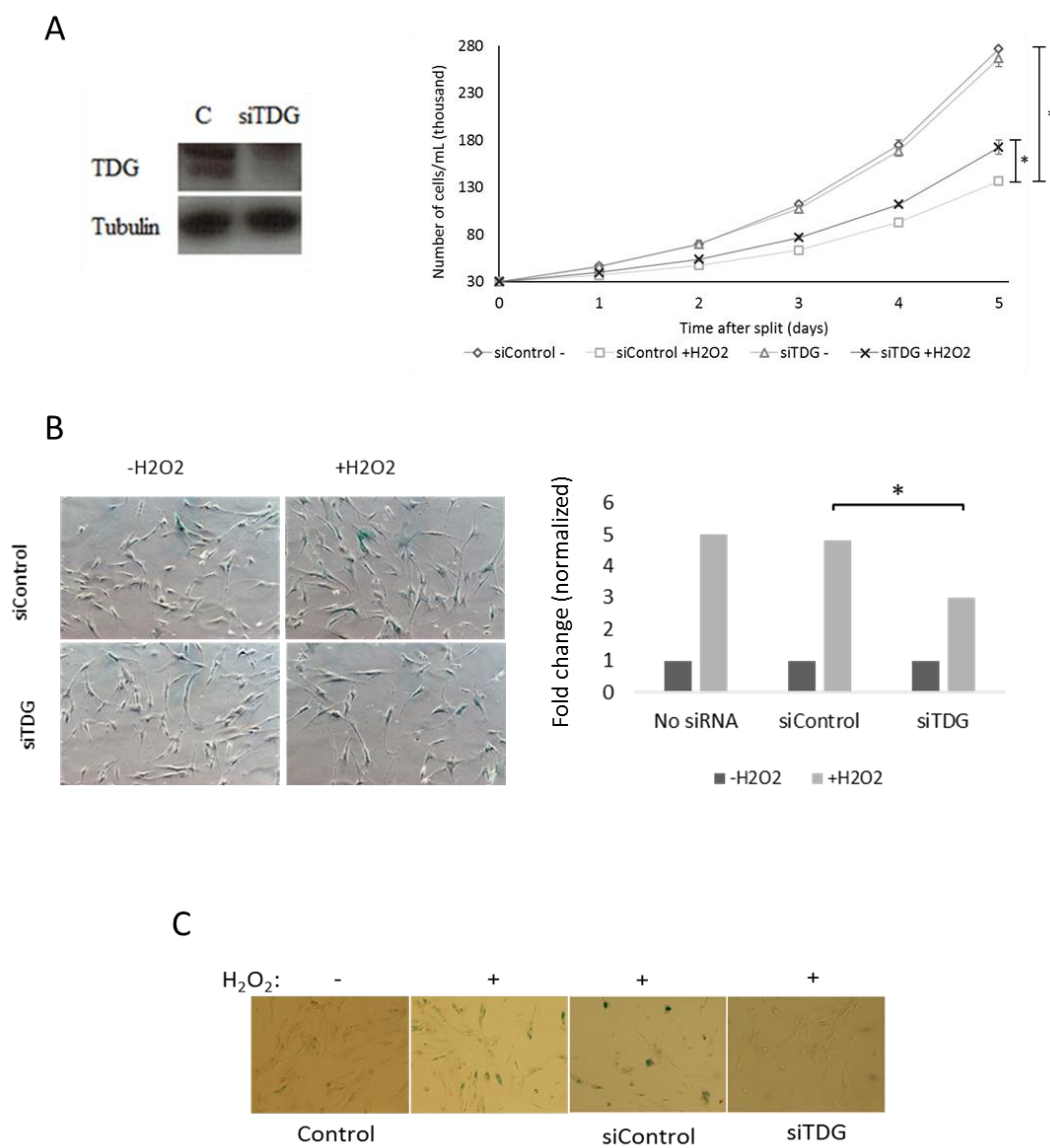 A
C siTDG
TDG
Tubulin
Number of cells/mL (thousand)
280
230
180
130
80
30
0 1 2 3 4 5
Time after split (days)
siControl - siControl +H2O2 siTDG - siTDG +H2O2
*
*
B
-H2O2 +H2O2
siControl
siTDG
Fold change (normalized)
6
5
4
3
2
1
0
*
No siRNA siControl siTDG
-H2O2 +H2O2
C
H₂O₂: - + + +
Control siControl siTDG